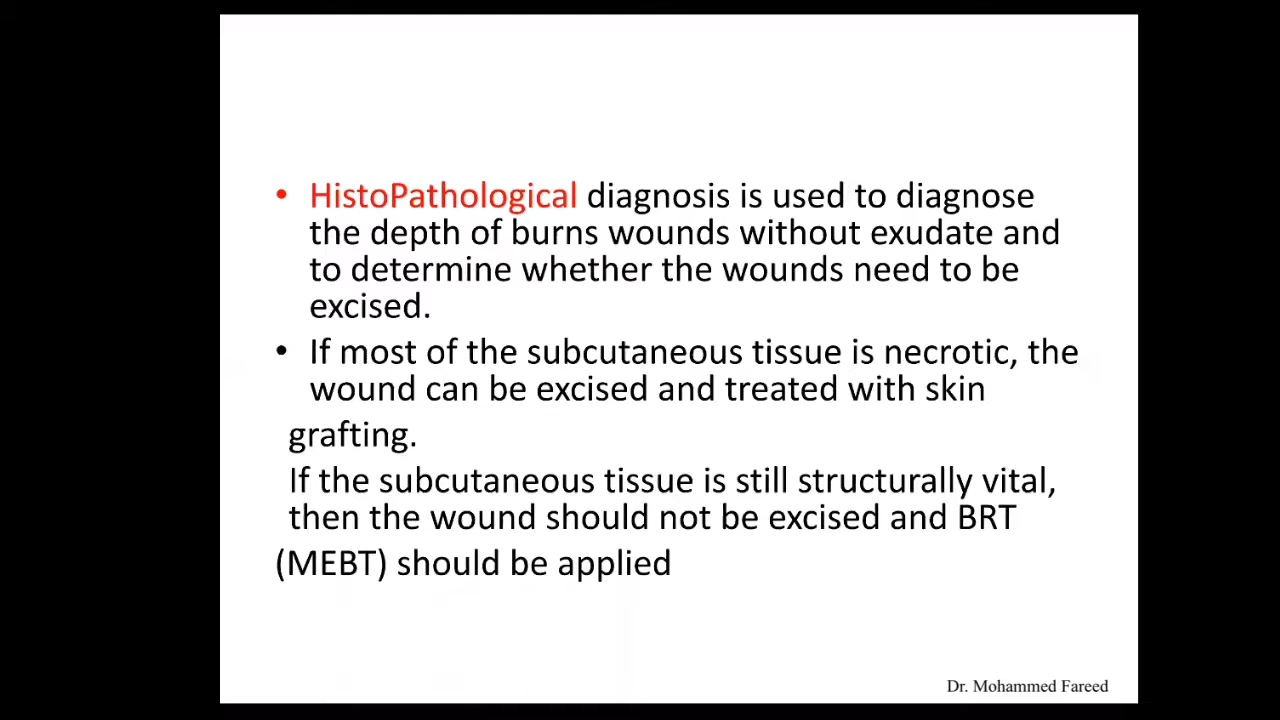 • HistoPathological diagnosis is used to diagnose
the depth of burns wounds without exudate and
to determine whether the wounds need to be
excised.
• If most of the subcutaneous tissue is necrotic, the
wound can be excised and treated with skin
grafting.
If the subcutaneous tissue is still structurally vital,
then the wound should not be excised and BRT
(MEBT) should be applied
Dr. Mohammed Fareed